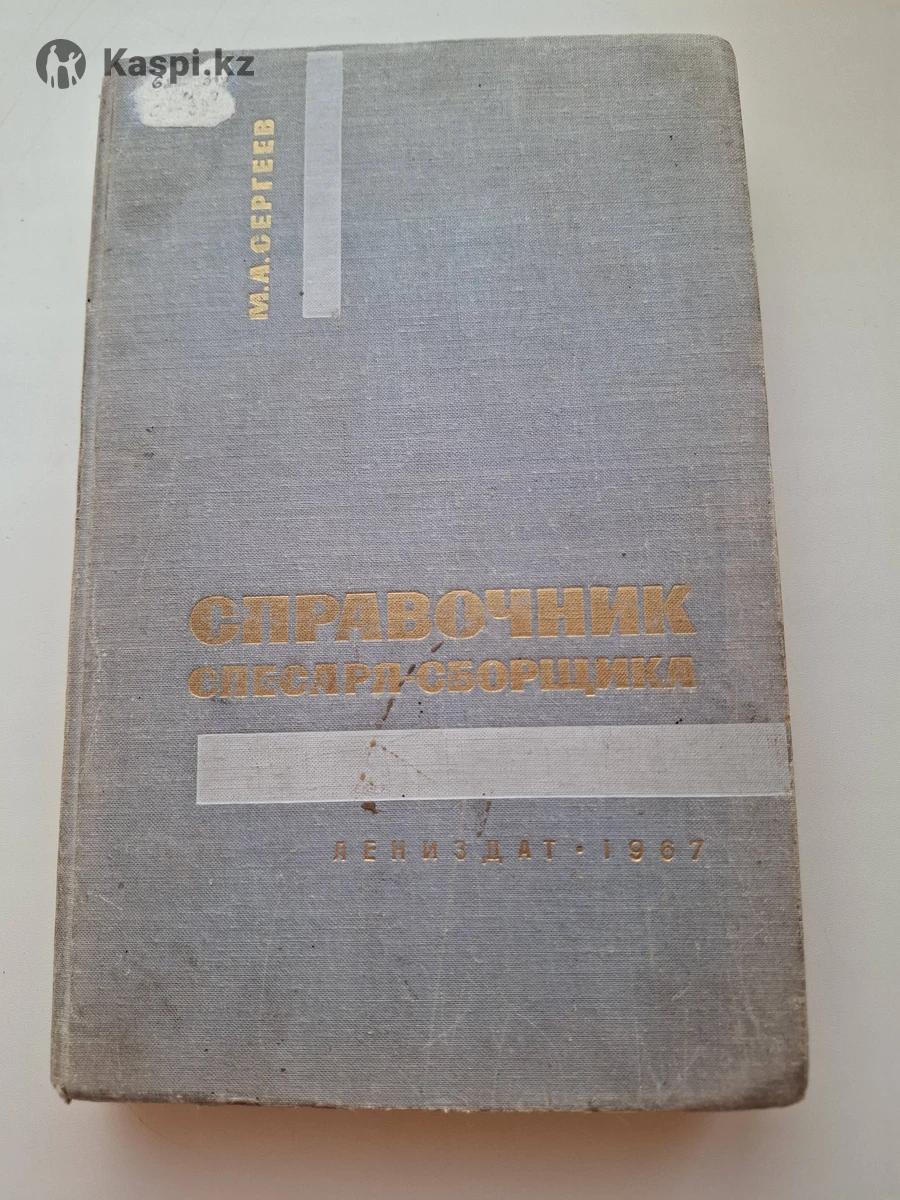 Kaspi.kz
М.А.СЕРГЕЕВ
СПРАВОЧНИК
СЛЕСАРЯ-СБОРЩИКА
ЛЕНИЗДАТ · 1967